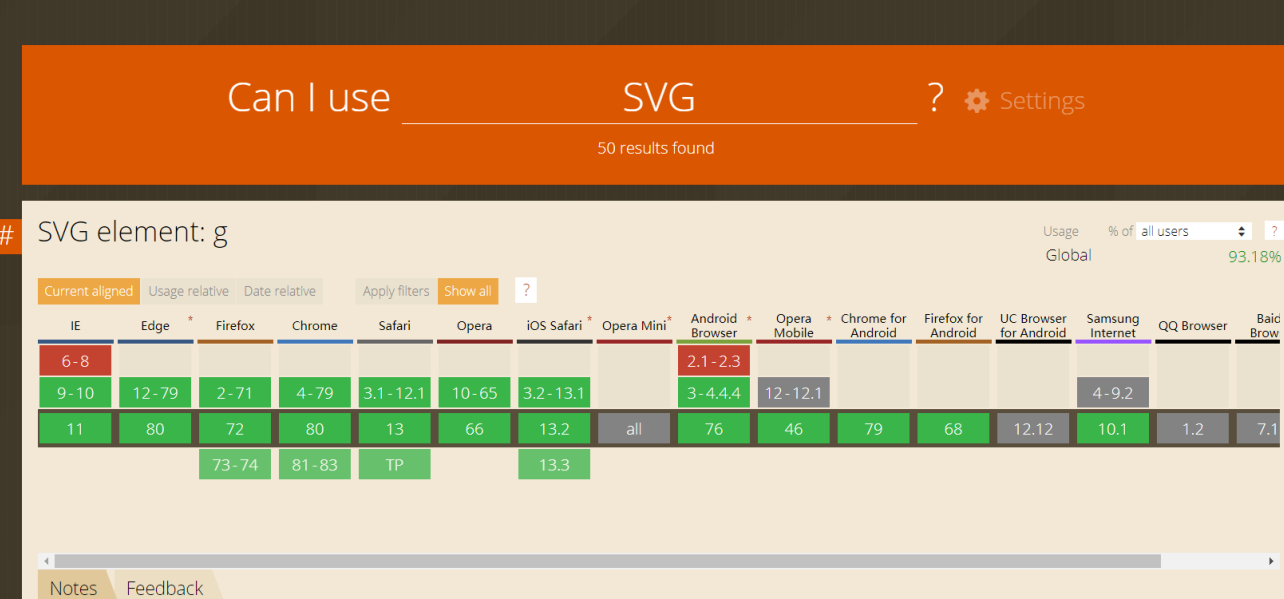 Can I use SVG ? Settings
50 results found
#
SVG element: g
Usage % of all users ?
Global 93.18%
Current aligned Usage relative Date relative Apply filters Show all ?
IE Edge * Firefox Chrome Safari Opera iOS Safari * Opera Mini * Android Browser * Opera Mobile * Chrome for Android Firefox for Android UC Browser for Android Samsung Internet QQ Browser Baid Brow
6-8 2.1-2.3
9-10 12-79 2-71 4-79 3.1-12.1 10-65 3.2-13.1 3-4.4.4 12-12.1 4-9.2
11 80 72 80 13 66 13.2 all 76 46 79 68 12.12 10.1 1.2 7.1
73-74 81-83 TP 13.3
Notes Feedback